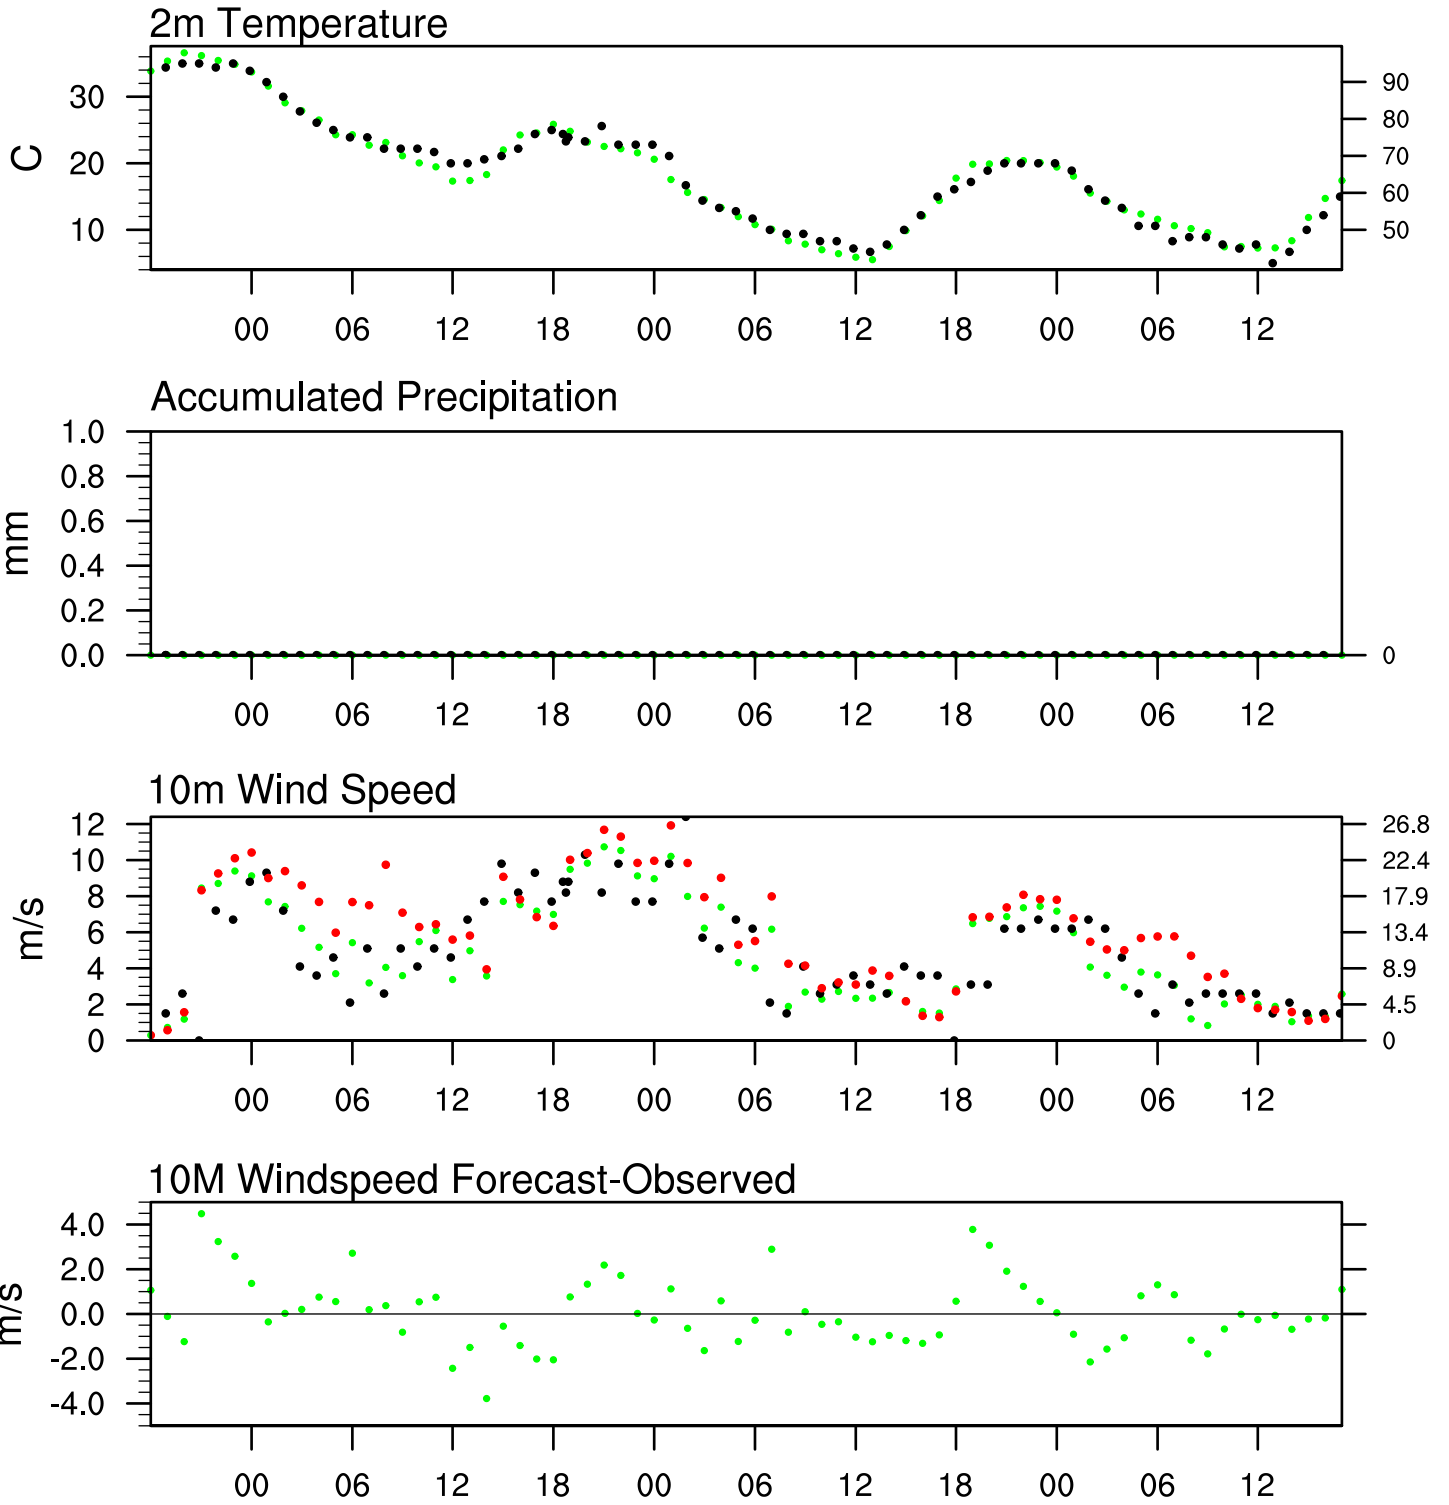 2m Temperature
C
30
20
10
90
80
70
60
50
00 06 12 18 00 06 12 18 00 06 12
Accumulated Precipitation
mm
1.0
0.8
0.6
0.4
0.2
0.0
0
00 06 12 18 00 06 12 18 00 06 12
10m Wind Speed
m/s
12
10
8
6
4
2
0
26.8
22.4
17.9
13.4
8.9
4.5
0
00 06 12 18 00 06 12 18 00 06 12
10M Windspeed Forecast-Observed
m/s
4.0
2.0
0.0
-2.0
-4.0
00 06 12 18 00 06 12 18 00 06 12